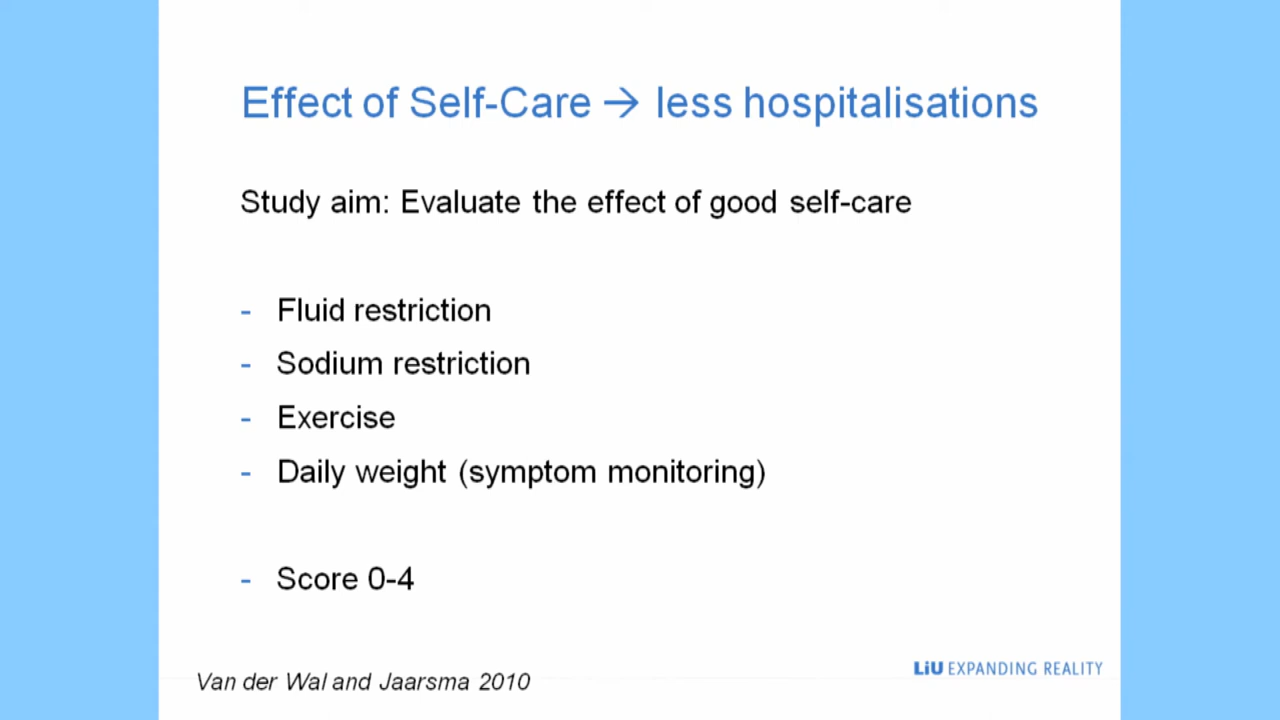 Effect of Self-Care → less hospitalisations
Study aim: Evaluate the effect of good self-care
- Fluid restriction
- Sodium restriction
- Exercise
- Daily weight (symptom monitoring)
- Score 0-4
LiU EXPANDING REALITY
Van der Wal and Jaarsma 2010